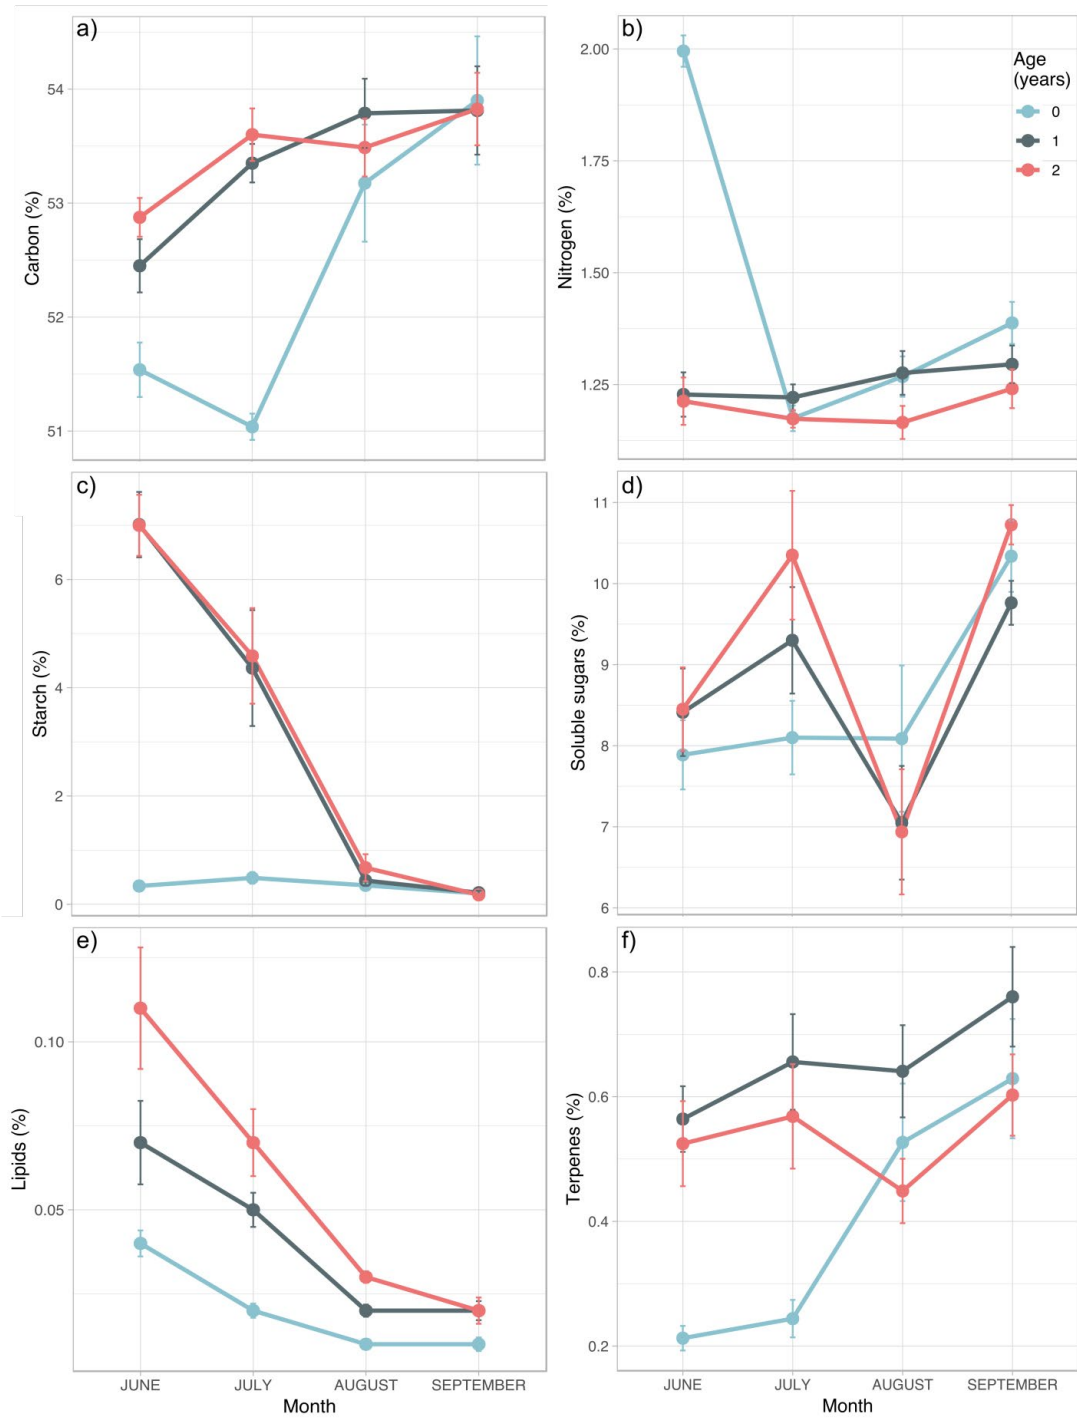 a)
54
53
52
51
Carbon (%)
b)
2.00
1.75
1.50
1.25
Nitrogen (%)
Age
(years)
0
1
2
c)
6
4
2
0
Starch (%)
d)
11
10
9
8
7
6
Soluble sugars (%)
e)
0.10
0.05
Lipids (%)
JUNE JULY AUGUST SEPTEMBER
Month
f)
0.8
0.6
0.4
0.2
Terpenes (%)
JUNE JULY AUGUST SEPTEMBER
Month